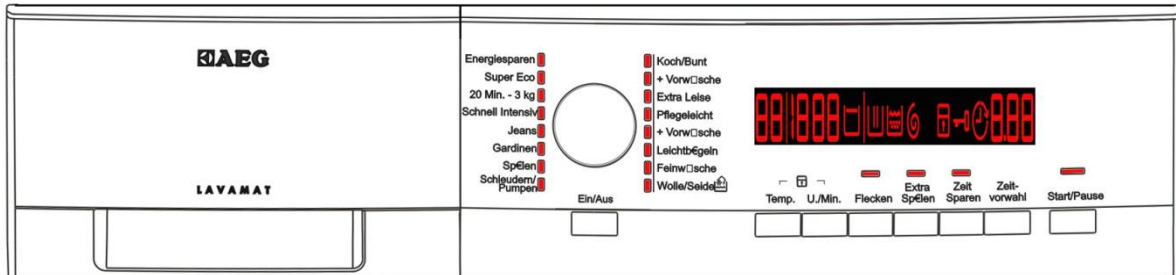 AEG
LAVAMAT
Energiesparen
Super Eco
20 Min. - 3 kg
Schnell Intensiv
Jeans
Gardinen
Sp€len
Schleudern/
Pumpen
Koch/Bunt
+ Vorw□sche
Extra Leise
Pflegeleicht
+ Vorw□sche
Leichtb€geln
Feinw□sche
Wolle/Seide
Ein/Aus
Temp.
U./Min.
Flecken
Extra
Sp€len
Zeit
Sparen
Zeit-
vorwahl
Start/Pause